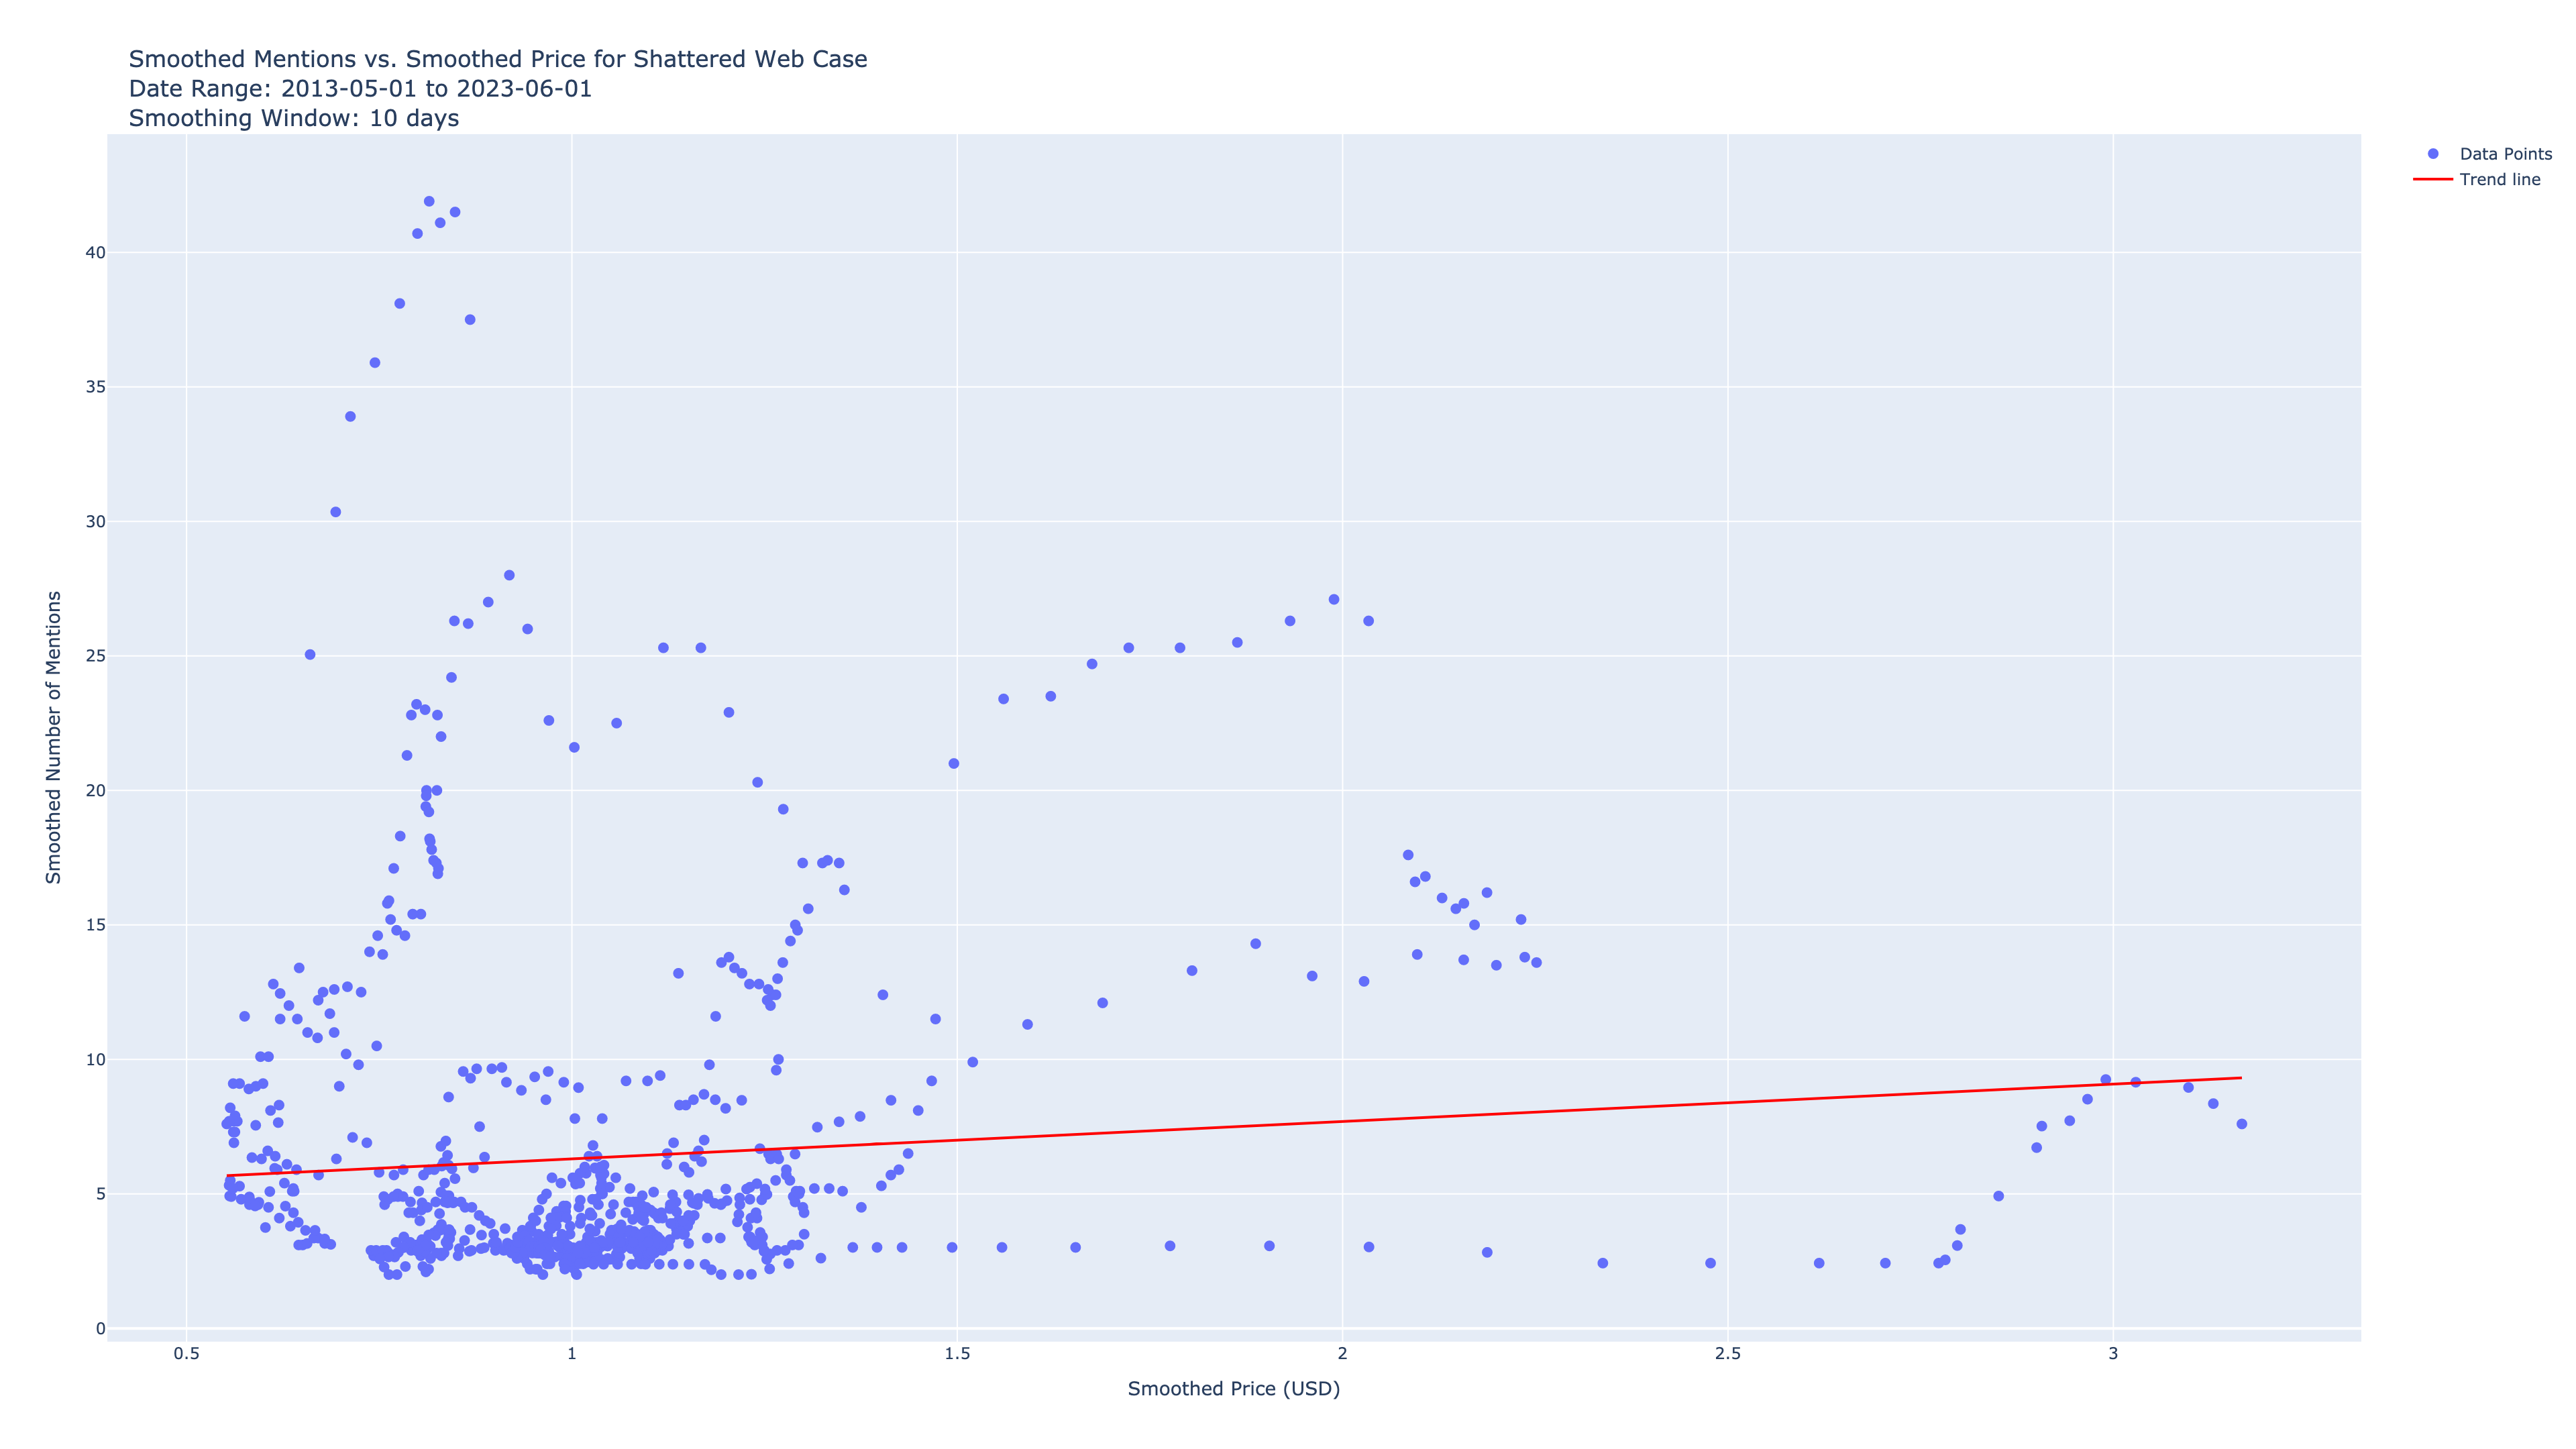 Smoothed Mentions vs. Smoothed Price for Shattered Web Case
Date Range: 2013-05-01 to 2023-06-01
Smoothing Window: 10 days
Data Points
Trend line
Smoothed Number of Mentions
40
35
30
25
20
15
10
5
0
0.5
1
1.5
2
2.5
3
Smoothed Price (USD)